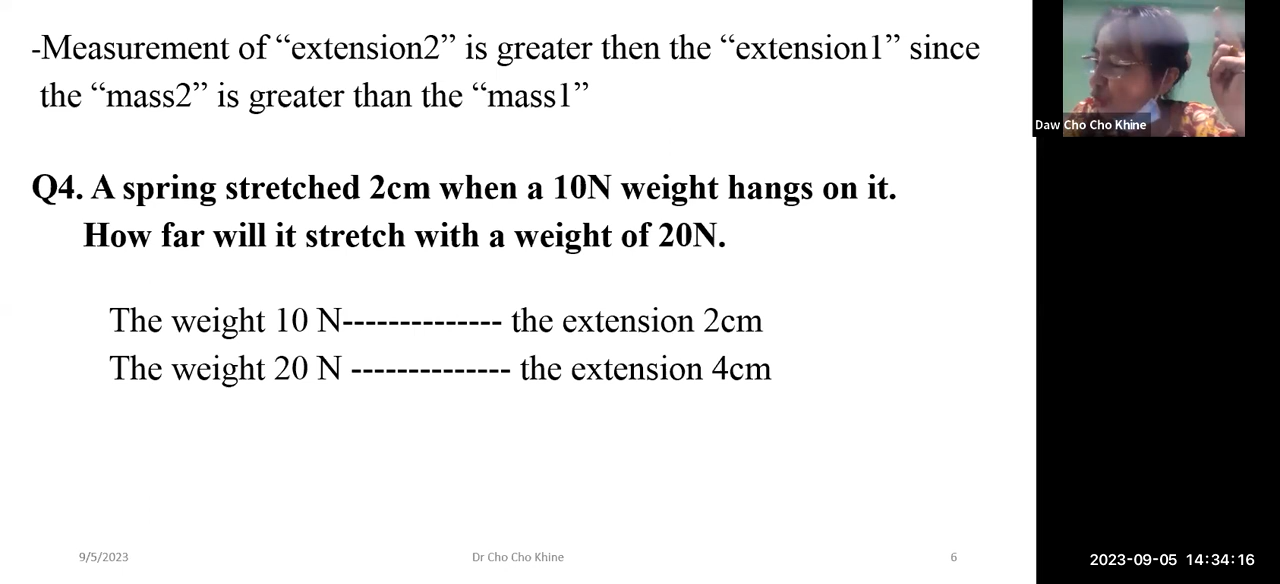 -Measurement of “extension2” is greater then the “extension1” since
the “mass2” is greater than the “mass1”
Q4. A spring stretched 2cm when a 10N weight hangs on it.
How far will it stretch with a weight of 20N.
The weight 10 N-------------- the extension 2cm
The weight 20 N -------------- the extension 4cm
9/5/2023 Dr Cho Cho Khine 6
Daw Cho Cho Khine
2023-09-05 14:34:16